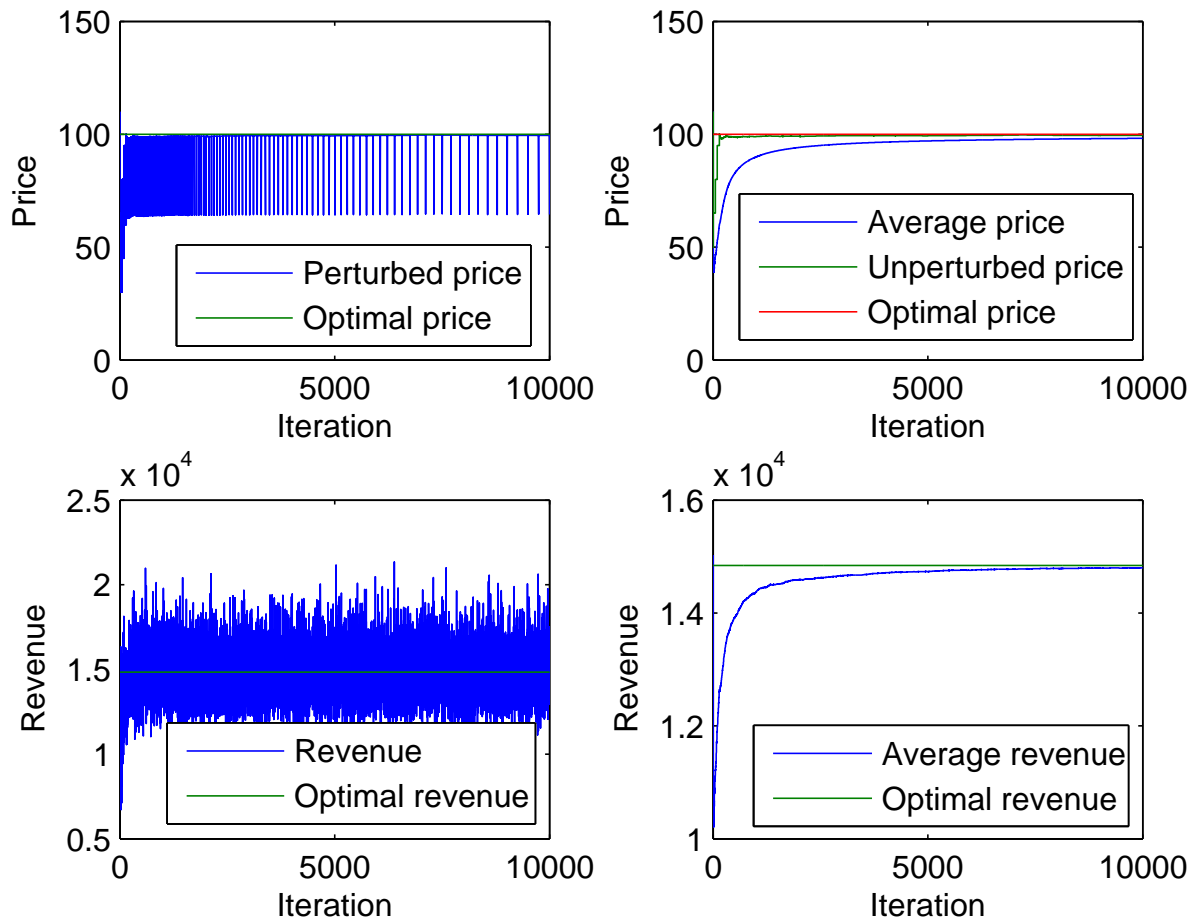 150
100
50
0
Price
Perturbed price
Optimal price
0 5000 10000
Iteration
150
100
50
0
Price
Average price
Unperturbed price
Optimal price
0 5000 10000
Iteration
x 10^4
2.5
2
1.5
1
0.5
Revenue
Revenue
Optimal revenue
0 5000 10000
Iteration
x 10^4
1.6
1.4
1.2
1
Revenue
Average revenue
Optimal revenue
0 5000 10000
Iteration